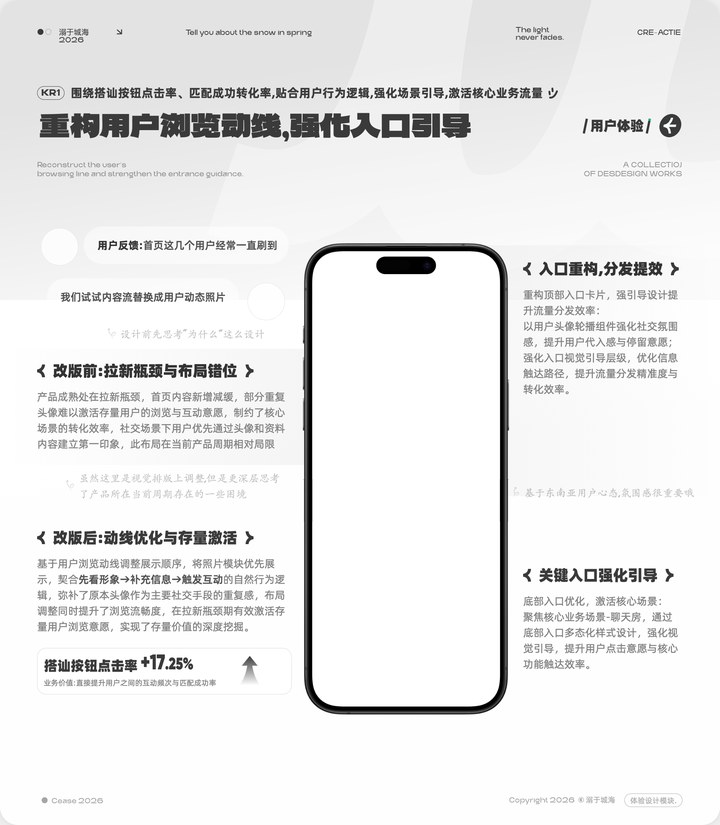 溺于城海
2026
Tell you about the snow in spring
The light
never fades.
CRE-ACTIE
KR1 围绕搭讪按钮点击率、匹配成功转化率,贴合用户行为逻辑,强化场景引导,激活核心业务流量
重构用户浏览动线,强化入口引导
/用户体验/
Reconstruct the user's
browsing line and strengthen the entrance guidance.
A COLLECTIO/
OF DESDESIGN WORKS
用户反馈:首页这几个用户经常一直刷到
我们试试内容流替换成用户动态照片
设计前先思考"为什么"这么设计
改版前:拉新瓶颈与布局错位
产品成熟处在拉新瓶颈，首页内容新增减缓，部分重复
头像难以激活存量用户的浏览与互动意愿，制约了核心
场景的转化效率，社交场景下用户优先通过头像和资料
内容建立第一印象，此布局在当前产品周期相对局限
虽然这里是视觉排版上调整,但是更深层思考
了产品所在当前周期存在的一些困境
改版后:动线优化与存量激活
基于用户浏览动线调整展示顺序，将照片模块优先展
示，契合先看形象→补充信息→触发互动的自然行为逻
辑，弥补了原本头像作为主要社交手段的重复感，布局
调整同时提升了浏览流畅度，在拉新瓶颈期有效激活存
量用户浏览意愿，实现了存量价值的深度挖掘。
搭讪按钮点击率 +17.25%
业务价值:直接提升用户之间的互动频次与匹配成功率
入口重构,分发提效
重构顶部入口卡片，强引导设计提
升流量分发效率：
以用户头像轮播组件强化社交氛围
感，提升用户代入感与停留意愿；
强化入口视觉引导层级，优化信息
触达路径，提升流量分发精准度与
转化效率。
基于东南亚用户心态,氛围感很重要哦
关键入口强化引导
底部入口优化，激活核心场景：
聚焦核心业务场景-聊天房，通过
底部入口多态化样式设计，强化视
觉引导，提升用户点击意愿与核心
功能触达效率。
Cease 2026
Copyright 2026 ®溺于城海
体验设计模块.